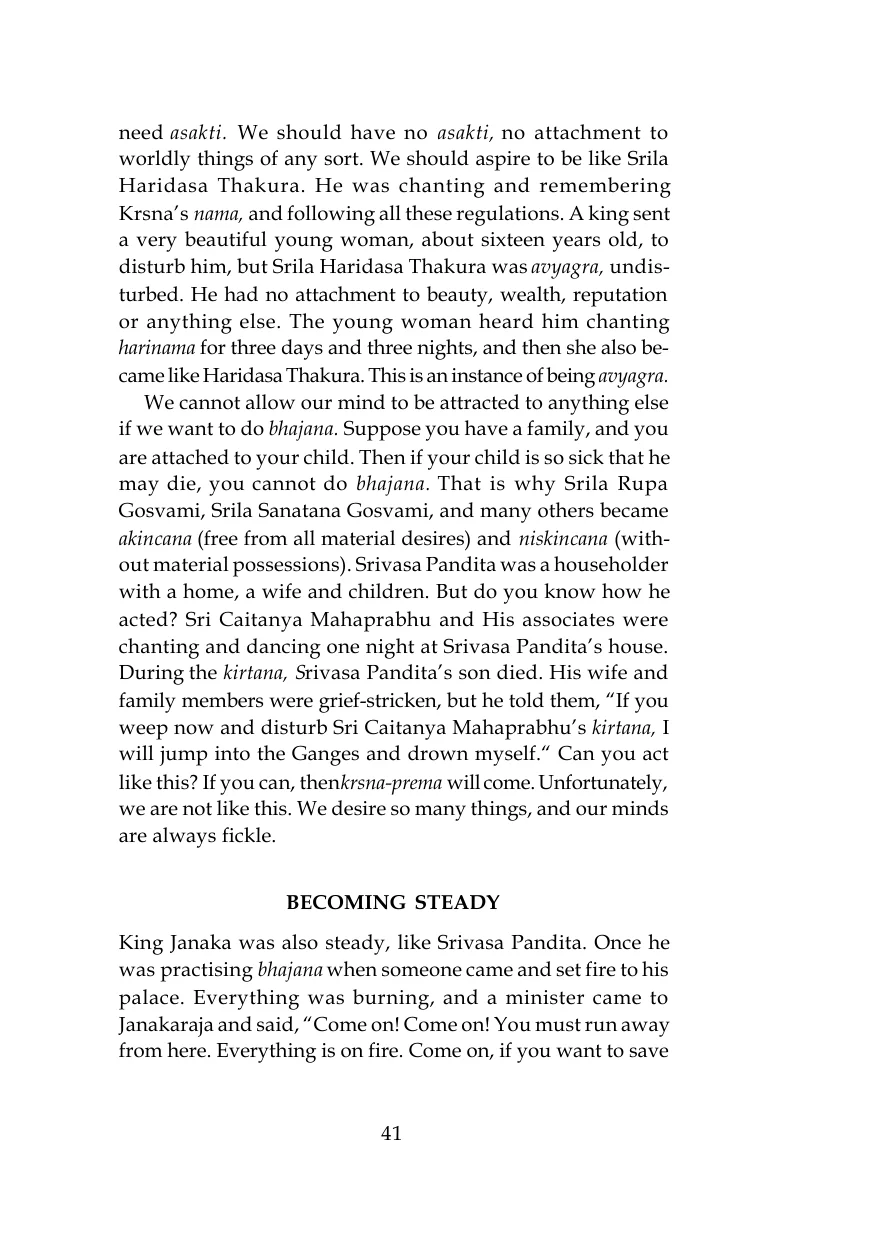 need asakti. We should have no asakti, no attachment to
worldly things of any sort. We should aspire to be like Srila
Haridasa Thakura. He was chanting and remembering
Krsna’s nama, and following all these regulations. A king sent
a very beautiful young woman, about sixteen years old, to
disturb him, but Srila Haridasa Thakura was avyagra, undis-
turbed. He had no attachment to beauty, wealth, reputation
or anything else. The young woman heard him chanting
harinama for three days and three nights, and then she also be-
came like Haridasa Thakura. This is an instance of being avyagra.
We cannot allow our mind to be attracted to anything else
if we want to do bhajana. Suppose you have a family, and you
are attached to your child. Then if your child is so sick that he
may die, you cannot do bhajana. That is why Srila Rupa
Gosvami, Srila Sanatana Gosvami, and many others became
akincana (free from all material desires) and niskincana (with-
out material possessions). Srivasa Pandita was a householder
with a home, a wife and children. But do you know how he
acted? Sri Caitanya Mahaprabhu and His associates were
chanting and dancing one night at Srivasa Pandita’s house.
During the kirtana, Srivasa Pandita’s son died. His wife and
family members were grief-stricken, but he told them, “If you
weep now and disturb Sri Caitanya Mahaprabhu’s kirtana, I
will jump into the Ganges and drown myself.“ Can you act
like this? If you can, thenkrsna-prema will come. Unfortunately,
we are not like this. We desire so many things, and our minds
are always fickle.
BECOMING STEADY
King Janaka was also steady, like Srivasa Pandita. Once he
was practising bhajana when someone came and set fire to his
palace. Everything was burning, and a minister came to
Janakaraja and said, “Come on! Come on! You must run away
from here. Everything is on fire. Come on, if you want to save
41